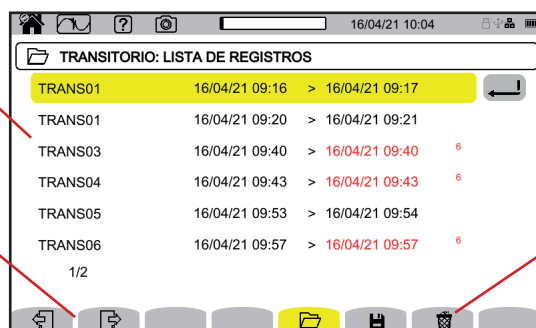 ? 16/04/21 10:04
TRANSITORIO: LISTA DE REGISTROS
TRANS01 16/04/21 09:16 > 16/04/21 09:17
TRANS01 16/04/21 09:20 > 16/04/21 09:21
TRANS03 16/04/21 09:40 > 16/04/21 09:40 6
TRANS04 16/04/21 09:43 > 16/04/21 09:43 6
TRANS05 16/04/21 09:53 > 16/04/21 09:54
TRANS06 16/04/21 09:57 > 16/04/21 09:57 6
1/2